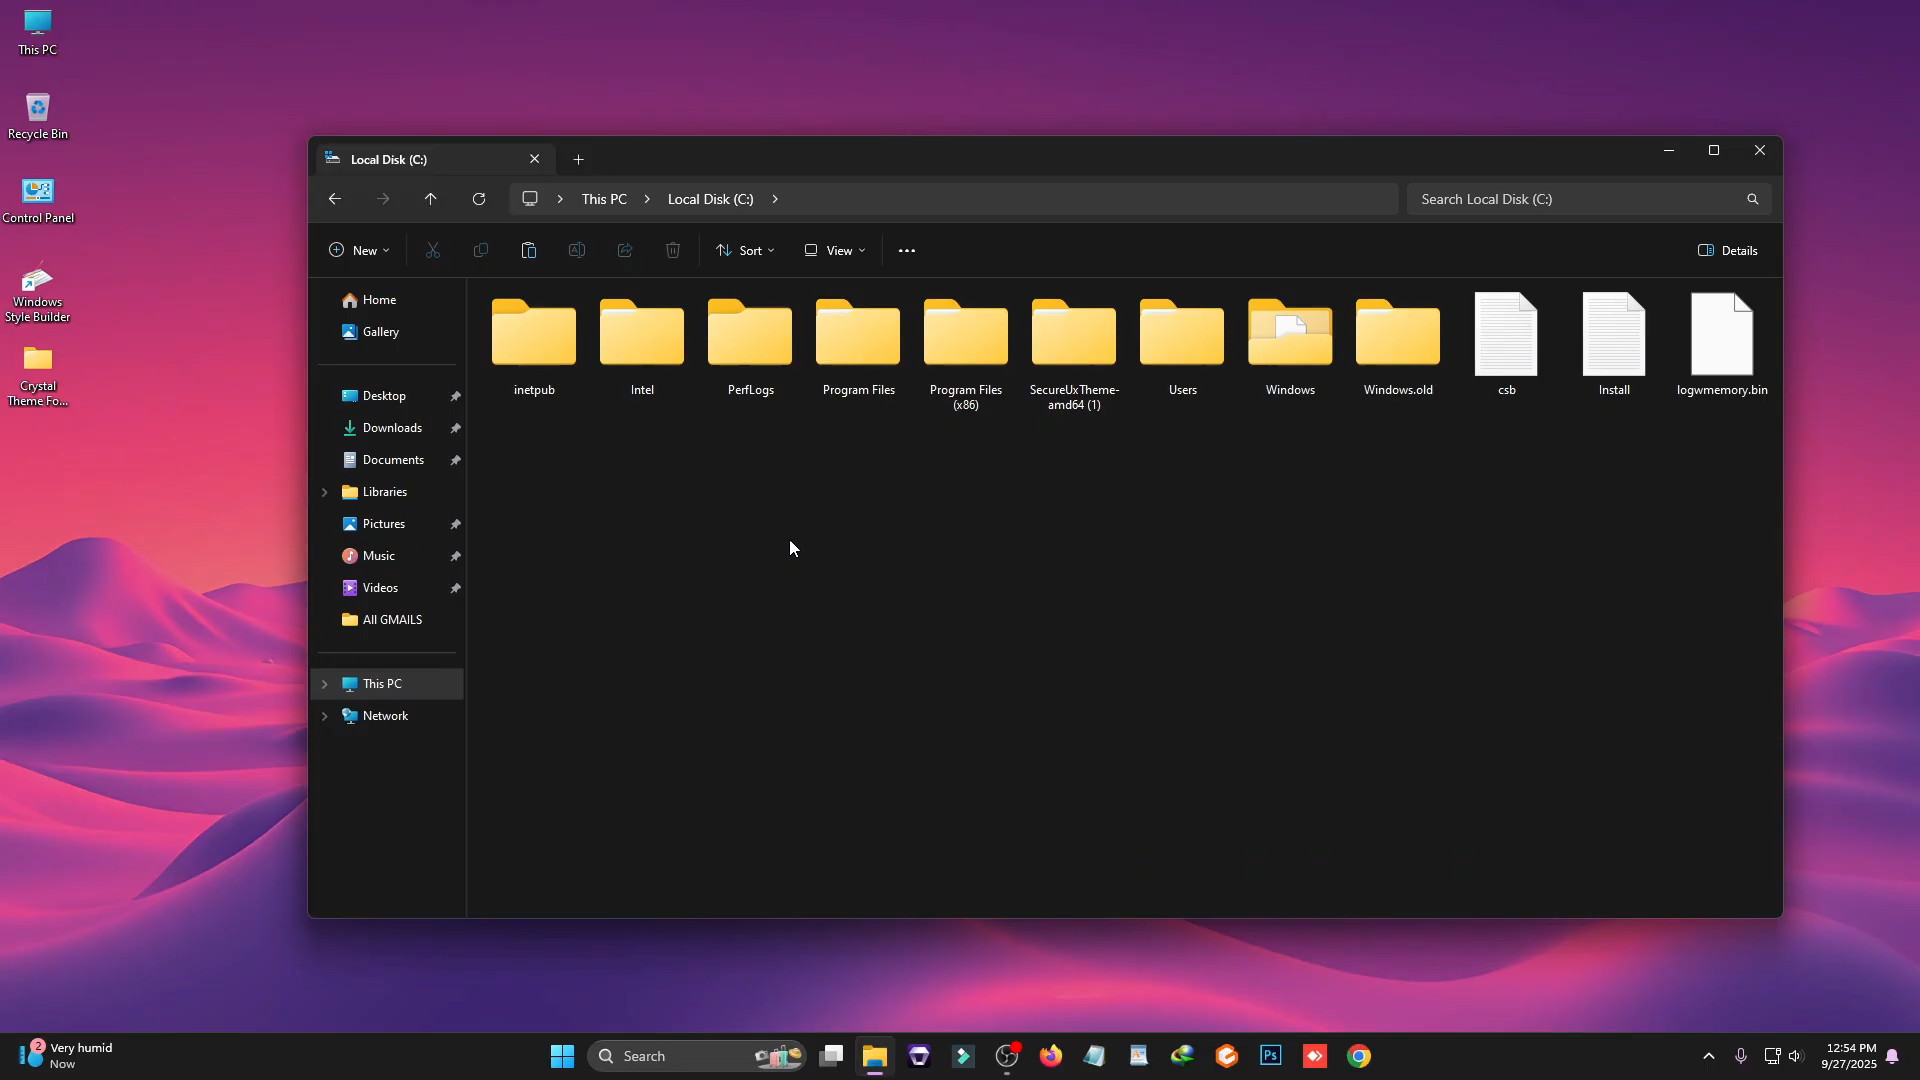 This PC
Recycle Bin
Control Panel
Windows
Style Builder
Crystal
Theme Fo...
Local Disk (C:)
This PC
Local Disk (C:)
Search Local Disk (C:)
New
Sort
View
Details
Home
Gallery
Desktop
Downloads
Documents
Libraries
Pictures
Music
Videos
All GMAILS
This PC
Network
inetpub
Intel
PerfLogs
Program Files
Program Files
(x86)
SecureUxTheme-
amd64 (1)
Users
Windows
Windows.old
csb
Install
logwmemory.bin
2
Very humid
Now
Search
Ps
12:54 PM
9/27/2025